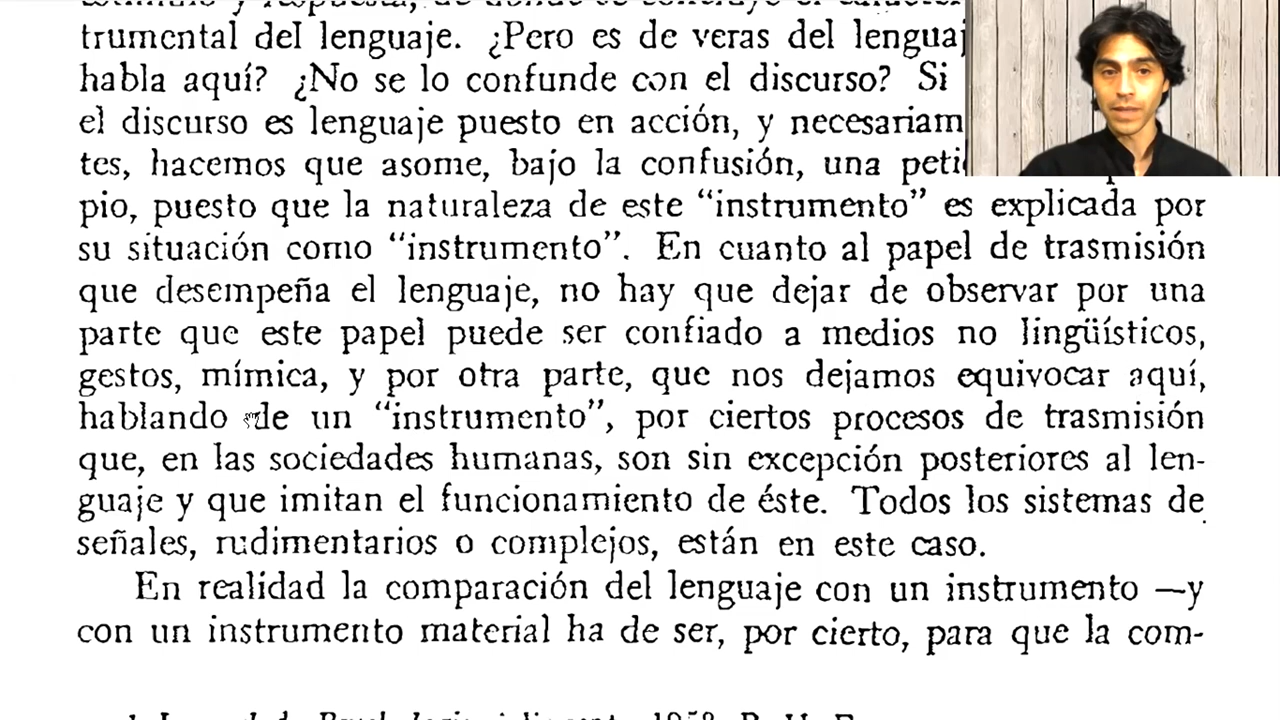 trumental del lenguaje. ¿Pero es de veras del
habla aquí? ¿No se lo confunde con el discurso? Si
el discurso es lenguaje puesto en acción, y
tes, hacemos que asome, bajo la confusión, una
pio, puesto que la naturaleza de este “instrumento” es explicada por
su situación como “instrumento”. En cuanto al papel de trasmisión
que desempeña el lenguaje, no hay que dejar de observar por una
parte que este papel puede ser confiado a medios no lingüísticos,
gestos, mímica, y por otra parte, que nos dejamos equivocar aquí,
hablando de un “instrumento”, por ciertos procesos de trasmisión
que, en las sociedades humanas, son sin excepción posteriores al len-
guaje y que imitan el funcionamiento de éste. Todos los sistemas de
señales, rudimentarios o complejos, están en este caso.
En realidad la comparación del lenguaje con un instrumento —y
con un instrumento material ha de ser, por cierto, para que la com-